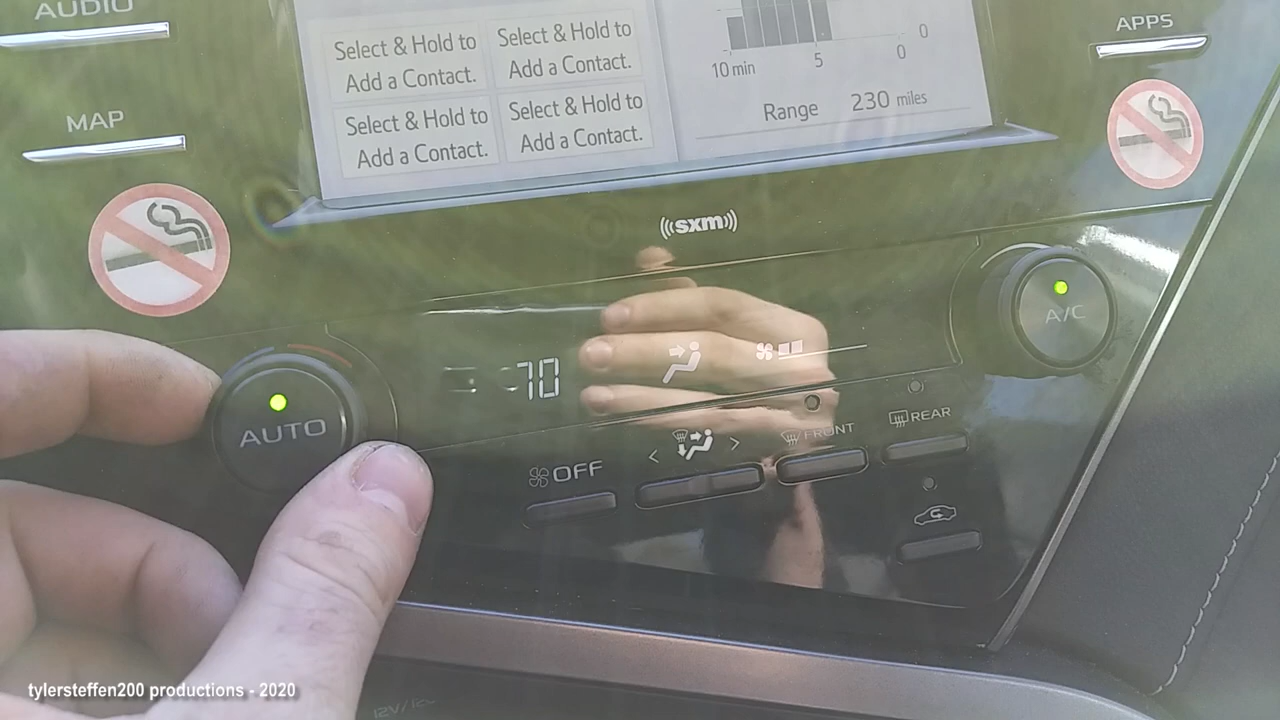 AUDIO
MAP
Select & Hold to
Add a Contact.
Select & Hold to
Add a Contact.
Select & Hold to
Add a Contact.
Select & Hold to
Add a Contact.
0
10 min 5 0
Range 230 miles
APPS
sxm
AUTO
70
A/C
OFF
< >
FRONT
REAR
tylersteffen200 productions - 2020